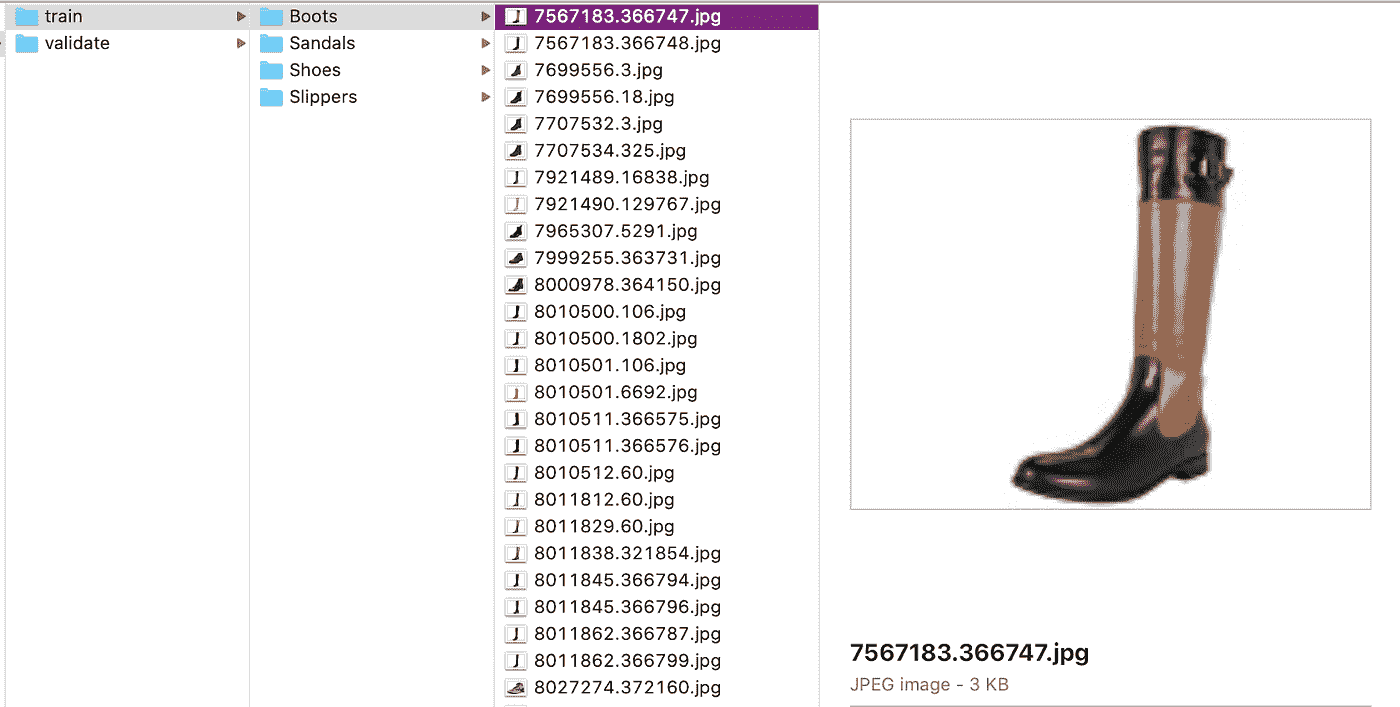 train
validate
Boots
Sandals
Shoes
Slippers
7567183.366747.jpg
7567183.366748.jpg
7699556.3.jpg
7699556.18.jpg
7707532.3.jpg
7707534.325.jpg
7921489.16838.jpg
7921490.129767.jpg
7965307.5291.jpg
7999255.363731.jpg
8000978.364150.jpg
8010500.106.jpg
8010500.1802.jpg
8010501.106.jpg
8010501.6692.jpg
8010511.366575.jpg
8010511.366576.jpg
8010512.60.jpg
8011812.60.jpg
8011829.60.jpg
8011838.321854.jpg
8011845.366794.jpg
8011845.366796.jpg
8011862.366787.jpg
8011862.366799.jpg
8027274.372160.jpg
7567183.366747.jpg
JPEG image - 3 KB